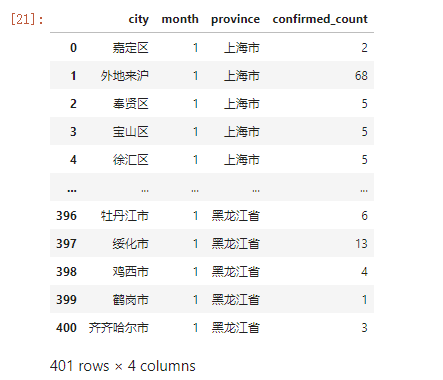 [21]:
city month province confirmed_count
0 嘉定区 1 上海市 2
1 外地来沪 1 上海市 68
2 奉贤区 1 上海市 5
3 宝山区 1 上海市 5
4 徐汇区 1 上海市 5
... ... ... ... ...
396 牡丹江市 1 黑龙江省 6
397 绥化市 1 黑龙江省 13
398 鸡西市 1 黑龙江省 4
399 鹤岗市 1 黑龙江省 1
400 齐齐哈尔市 1 黑龙江省 3
401 rows × 4 columns